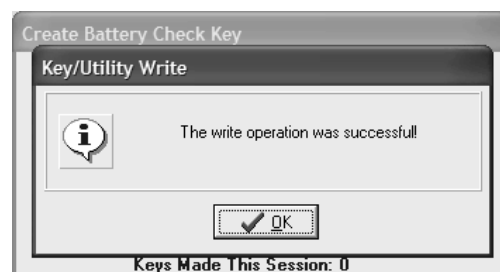 Create Battery Check Key
Key/Utility Write
The write operation was successful!
OK
Keys Made This Session: 0